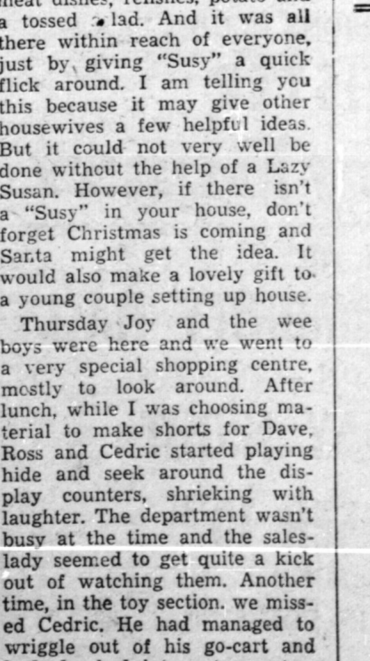 meat dishes, relishes, potato and
a tossed lad. And it was all
there within reach of everyone,
just by giving "Susy" a quick
flick around. I am telling you
this because it may give other
housewives a few helpful ideas.
But it could not very well be
done without the help of a Lazy
Susan. However, if there isn't
a "Susy" in your house, don't
forget Christmas is coming and
Santa might get the idea. It
would also make a lovely gift to
a young couple setting up house.
Thursday Joy and the wee
boys were here and we went to
a very special shopping centre,
mostly to look around. After
lunch, while I was choosing ma-
terial to make shorts for Dave,
Ross and Cedric started playing
hide and seek around the dis-
play counters, shrieking with
laughter. The department wasn't
busy at the time and the sales-
lady seemed to get quite a kick
out of watching them. Another
time, in the toy section. we miss-
ed Cedric. He had managed to
wriggle out of his go-cart and